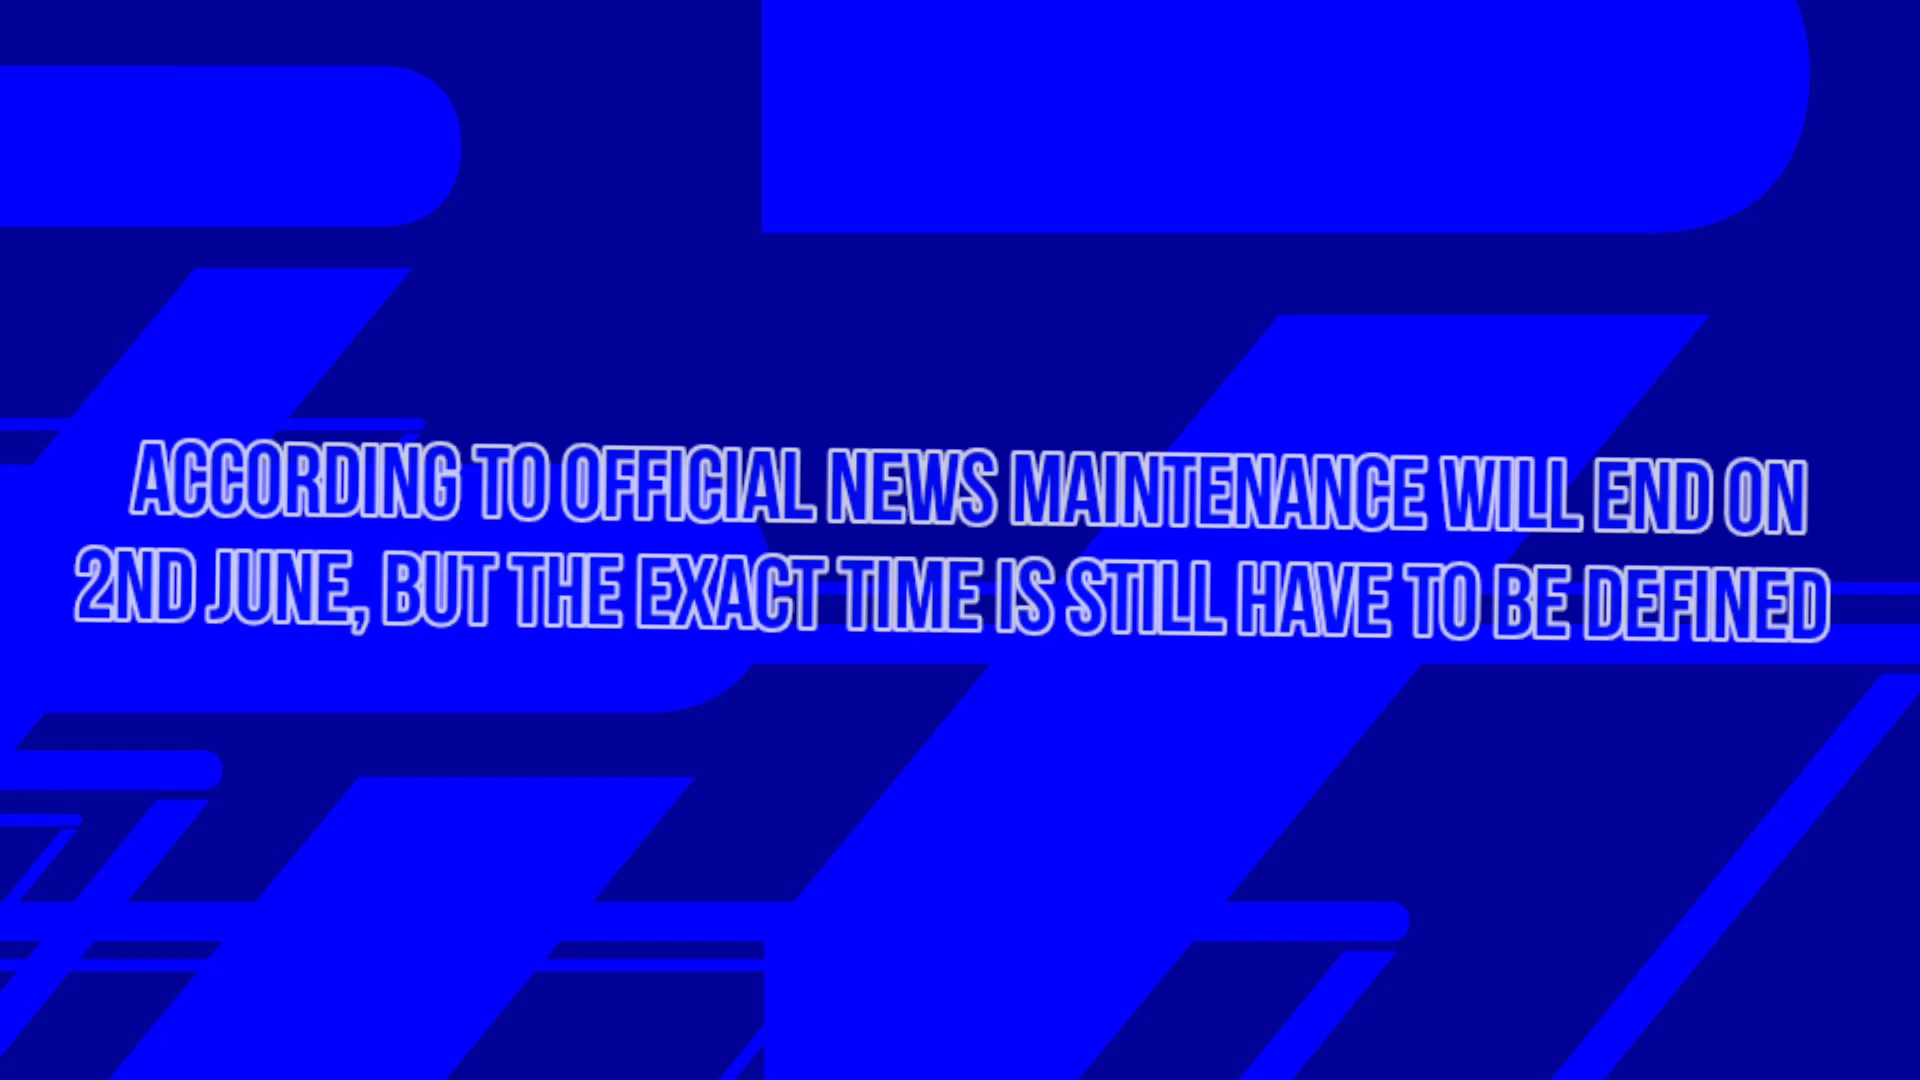 ACCORDING TO OFFICIAL NEWS MAINTENANCE WILL END ON
2ND JUNE, BUT THE EXACT TIME IS STILL HAVE TO BE DEFINED